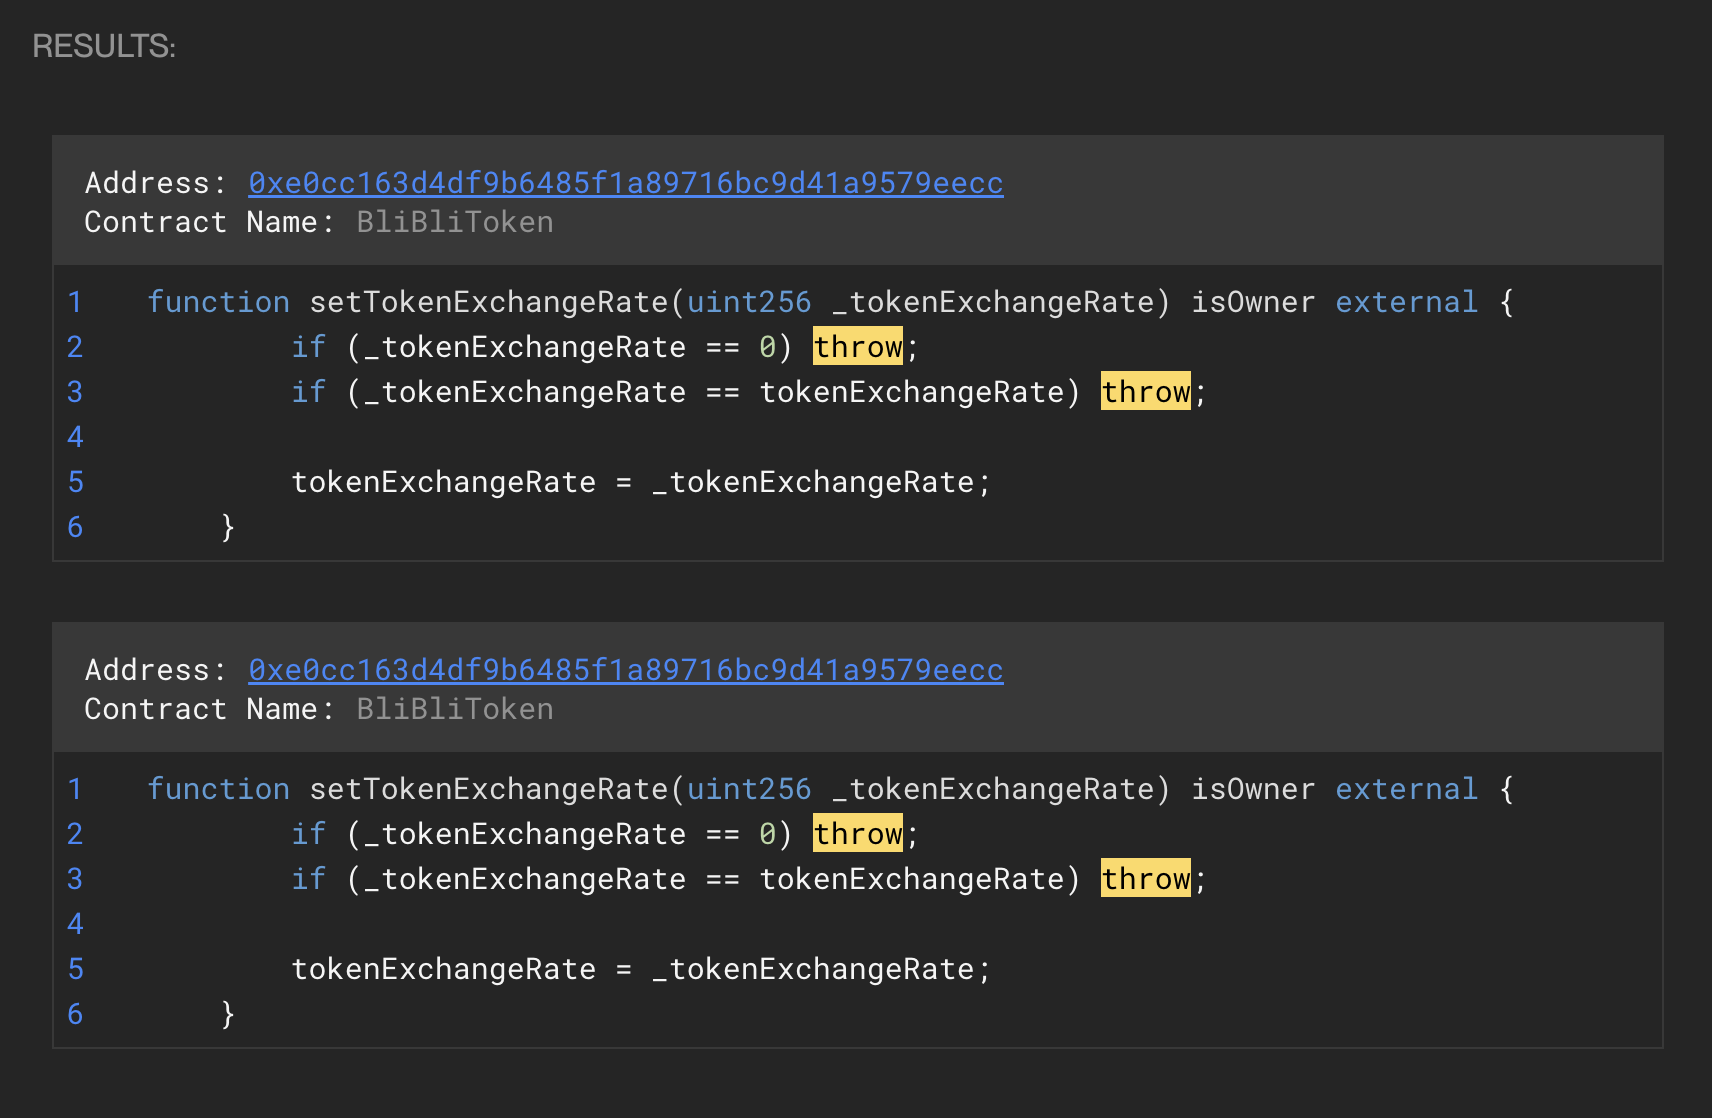 RESULTS:
Address: 0xe0cc163d4df9b6485f1a89716bc9d41a9579eecc
Contract Name: BliBliToken
1 function setTokenExchangeRate(uint256 _tokenExchangeRate) isOwner external {
2 if (_tokenExchangeRate == 0) throw;
3 if (_tokenExchangeRate == tokenExchangeRate) throw;
4
5 tokenExchangeRate = _tokenExchangeRate;
6 }
Address: 0xe0cc163d4df9b6485f1a89716bc9d41a9579eecc
Contract Name: BliBliToken
1 function setTokenExchangeRate(uint256 _tokenExchangeRate) isOwner external {
2 if (_tokenExchangeRate == 0) throw;
3 if (_tokenExchangeRate == tokenExchangeRate) throw;
4
5 tokenExchangeRate = _tokenExchangeRate;
6 }